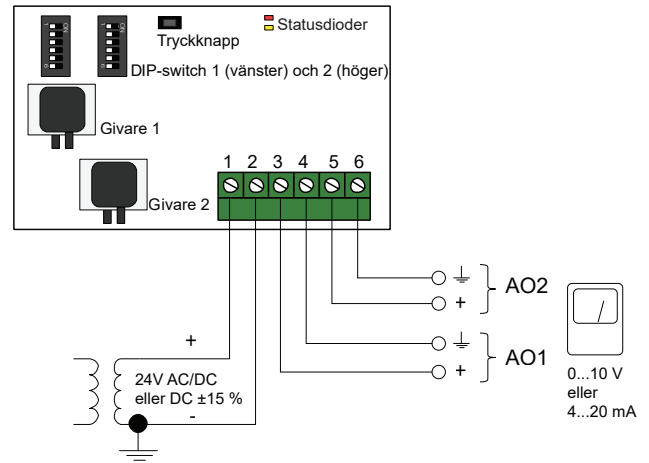 Statusdioder
Tryckknapp
DIP-switch 1 (vänster) och 2 (höger)
Givare 1
Givare 2
1 2 3 4 5 6
AO2
+
AO1
+
+
24V AC/DC
eller DC ±15 %
-
0...10 V
eller
4...20 mA